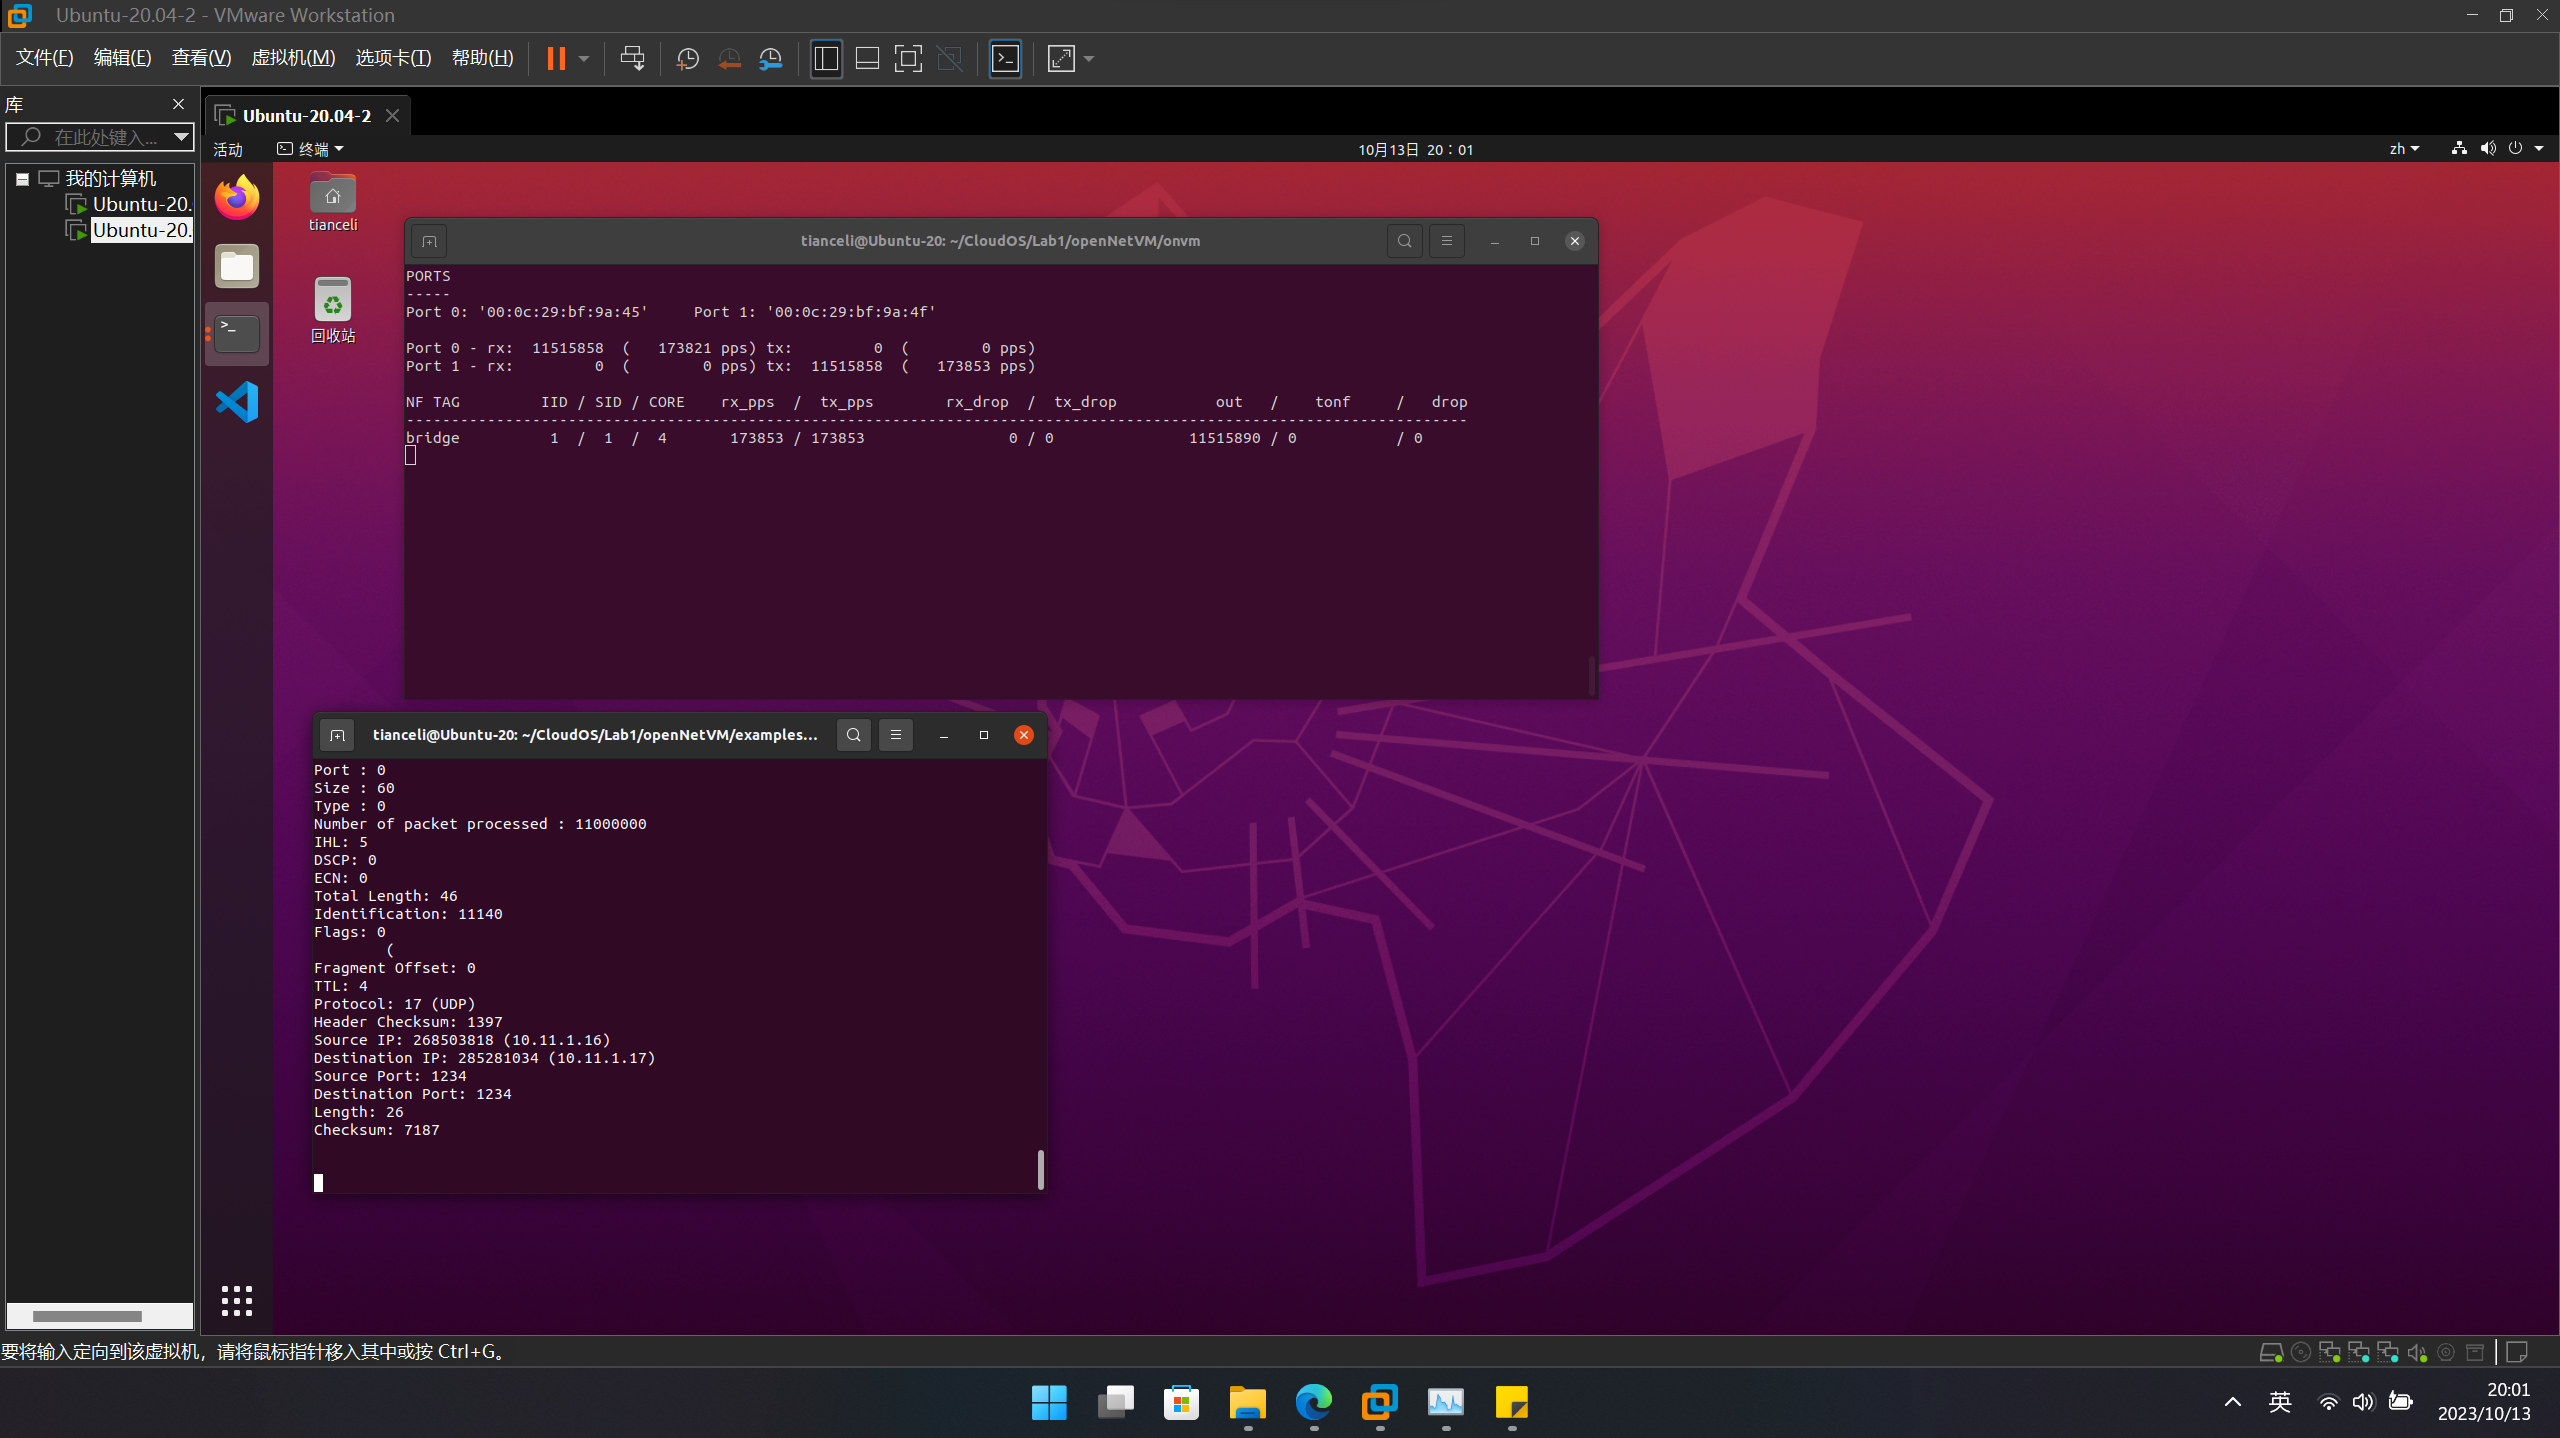 Ubuntu-20.04-2 - VMware Workstation
文件(F) 编辑(E) 查看(V) 虚拟机(M) 选项卡(T) 帮助(H)
库
在此处键入...
我的计算机
Ubuntu-20.
Ubuntu-20.
Ubuntu-20.04-2
活动 终端 10月13日 20：01 zh
tianceli
回收站
tianceli@Ubuntu-20: ~/CloudOS/Lab1/openNetVM/onvm
PORTS
-----
Port 0: '00:0c:29:bf:9a:45' Port 1: '00:0c:29:bf:9a:4f'
Port 0 - rx: 11515858 ( 173821 pps) tx: 0 ( 0 pps)
Port 1 - rx: 0 ( 0 pps) tx: 11515858 ( 173853 pps)
NF TAG IID / SID / CORE rx_pps / tx_pps rx_drop / tx_drop out / tonf / drop
----------------------------------------------------------------------------------------------------------------------
bridge 1 / 1 / 4 173853 / 173853 0 / 0 11515890 / 0 / 0
tianceli@Ubuntu-20: ~/CloudOS/Lab1/openNetVM/examples...
Port : 0
Size : 60
Type : 0
Number of packet processed : 11000000
IHL: 5
DSCP: 0
ECN: 0
Total Length: 46
Identification: 11140
Flags: 0
(
Fragment Offset: 0
TTL: 4
Protocol: 17 (UDP)
Header Checksum: 1397
Source IP: 268503818 (10.11.1.16)
Destination IP: 285281034 (10.11.1.17)
Source Port: 1234
Destination Port: 1234
Length: 26
Checksum: 7187
要将输入定向到该虚拟机，请将鼠标指针移入其中或按 Ctrl+G。
英
20:01
2023/10/13